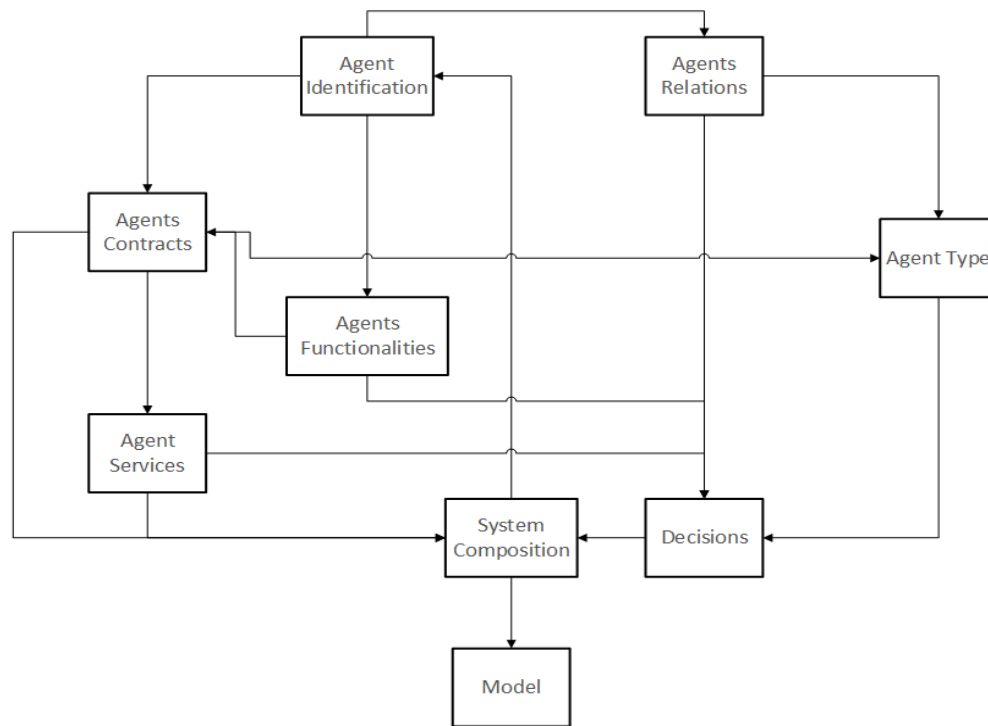 Agent
Identification
Agents
Relations
Agents
Contracts
Agent Type
Agents
Functionalities
Agent
Services
System
Composition
Decisions
Model